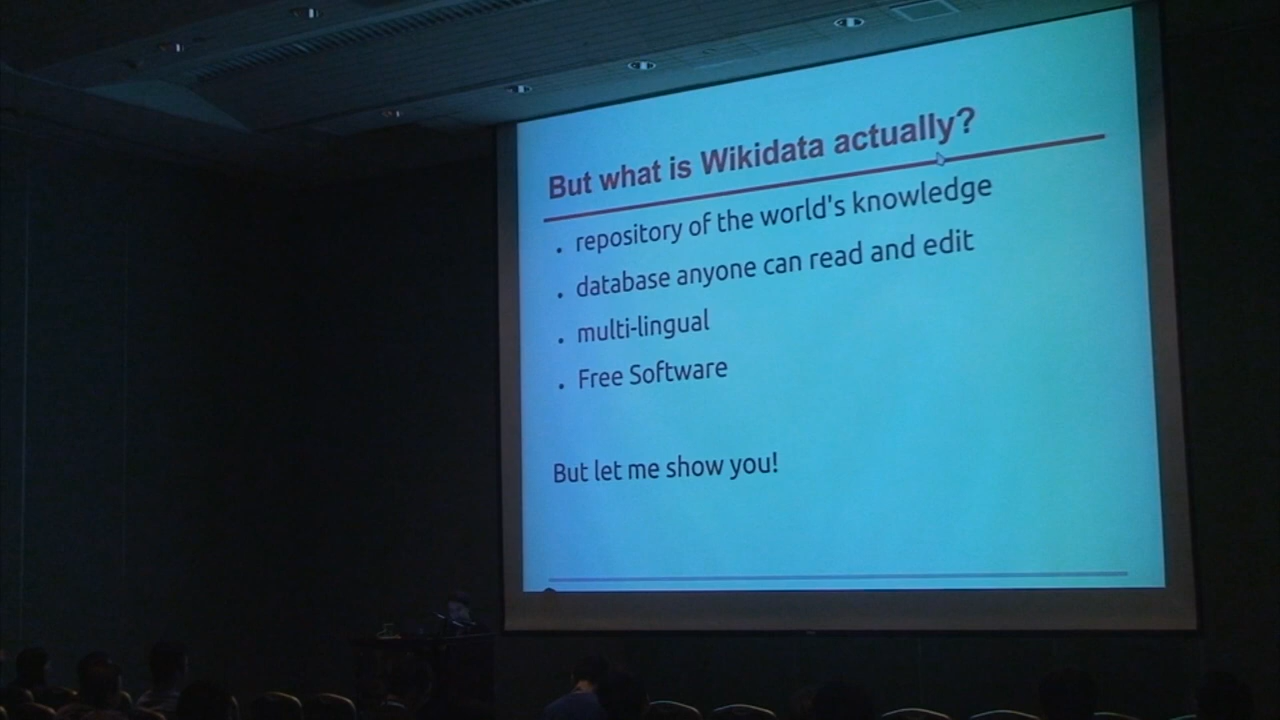 But what is Wikidata actually?
• repository of the world's knowledge
• database anyone can read and edit
• multi-lingual
• Free Software
But let me show you!